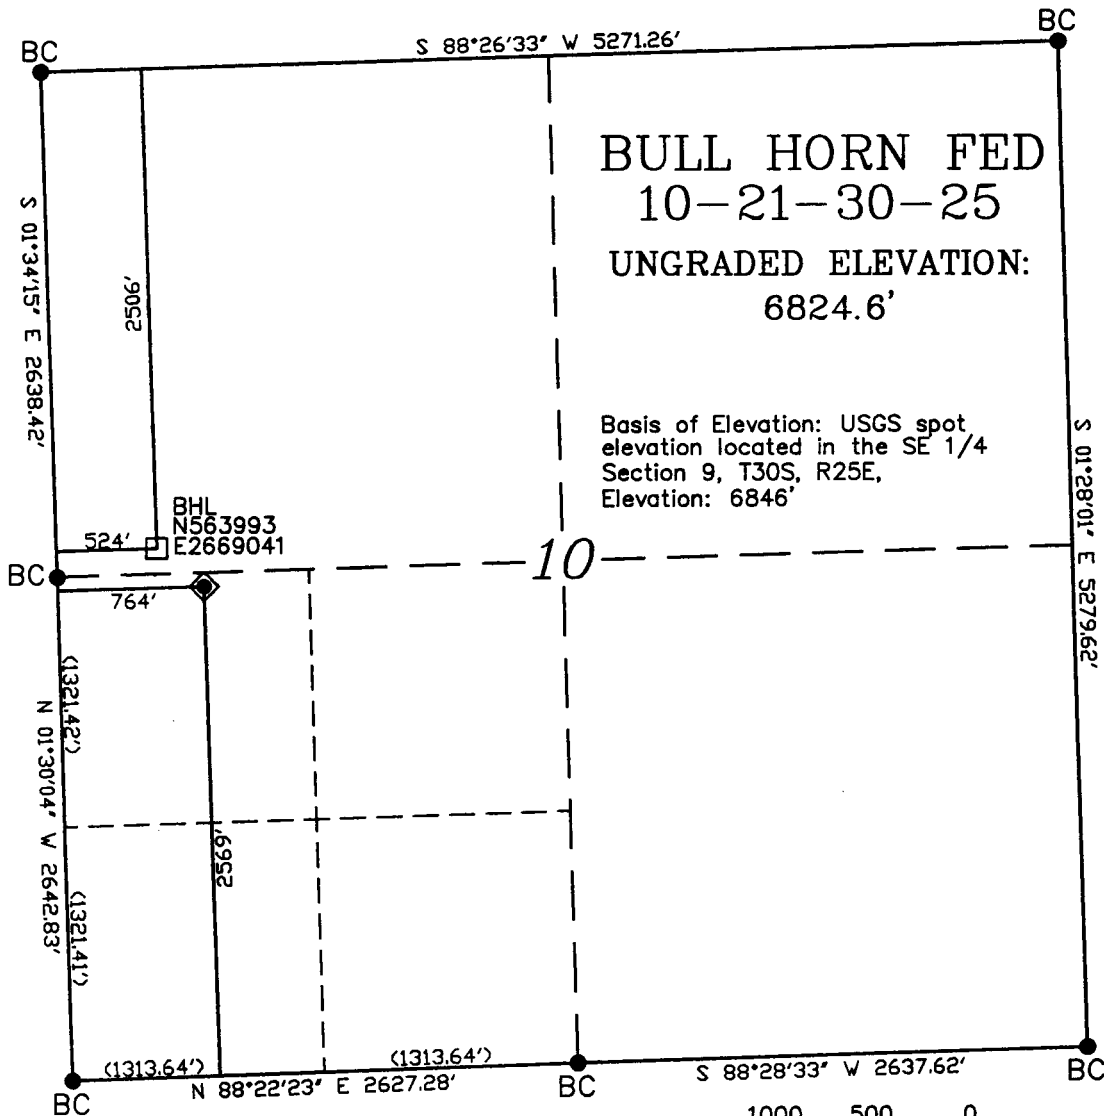 BC
BC
S 88°26'33" W 5271.26'
BULL HORN FED
10-21-30-25
UNGRADED ELEVATION:
6824.6'
S 01°34'15" E 2638.42'
2506'
Basis of Elevation: USGS spot
elevation located in the SE 1/4
Section 9, T30S, R25E,
Elevation: 6846'
S 01°28'01" E 5279.62'
BHL
N563993
E2669041
524'
10
BC
764'
(1321.42')
N 01°30'04" W 2642.83'
2599'
(1321.41')
(1313.64')
(1313.64')
N 88°22'23" E 2627.28'
S 88°28'33" W 2637.62'
BC
BC
BC
1000 500 0